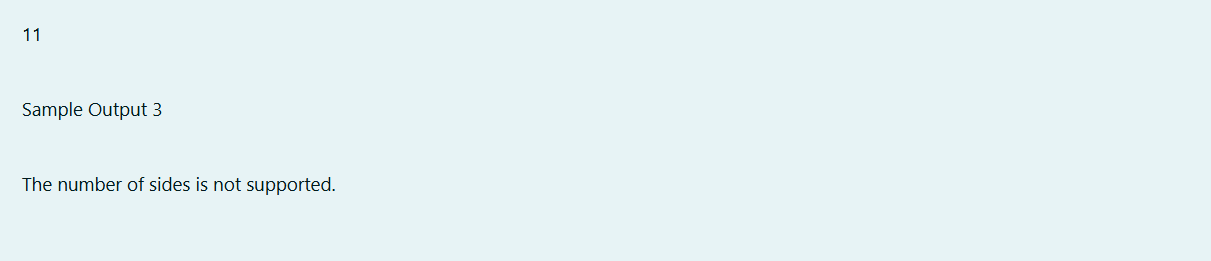 11
Sample Output 3
The number of sides is not supported.